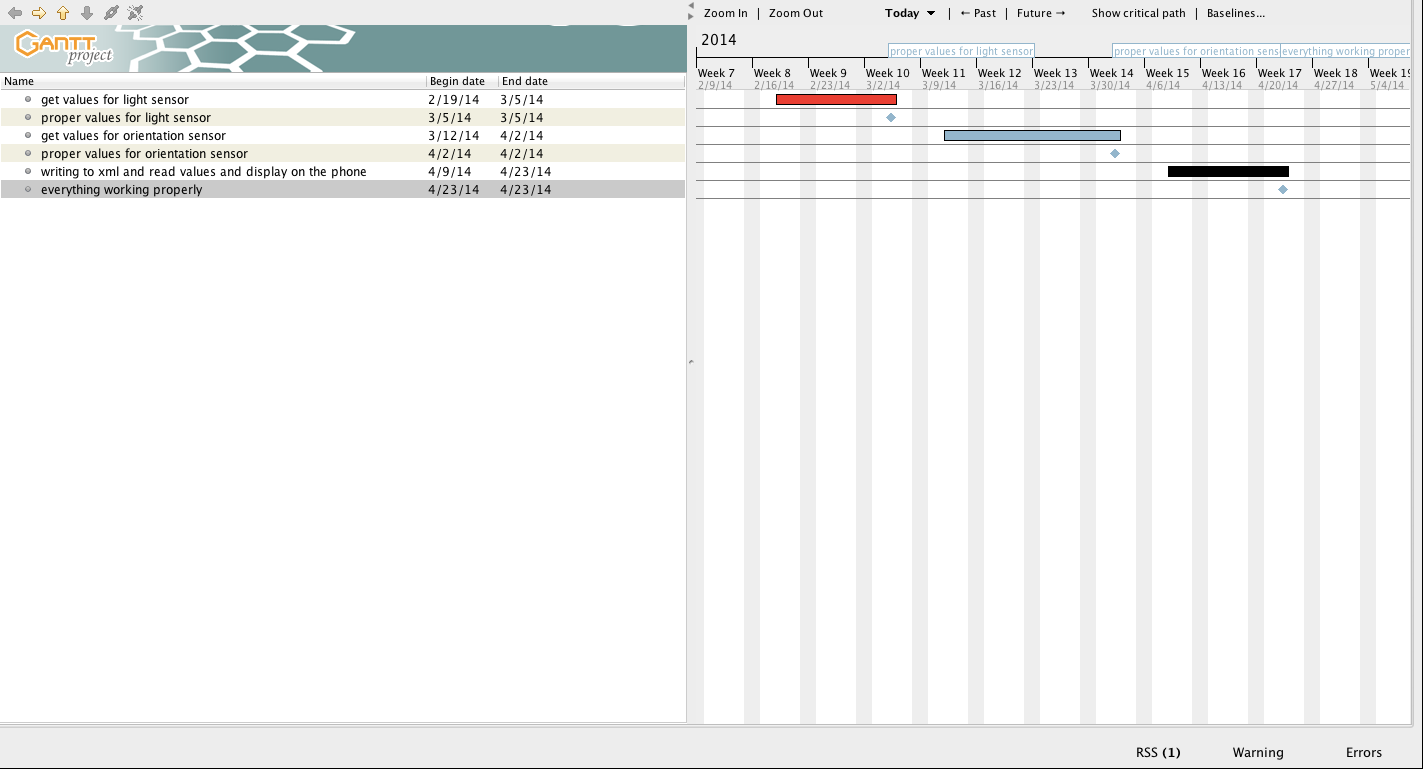 Zoom In | Zoom Out Today | ← Past | Future → Show critical path | Baselines...
GANTT
project
2014
proper values for light sensor proper values for orientation sens everything working proper
Name Begin date End date
Week 7 Week 8 Week 9 Week 10 Week 11 Week 12 Week 13 Week 14 Week 15 Week 16 Week 17 Week 18 Week 19
2/9/14 2/16/14 2/23/14 3/2/14 3/9/14 3/16/14 3/23/14 3/30/14 4/6/14 4/13/14 4/20/14 4/27/14 5/4/14
get values for light sensor 2/19/14 3/5/14
proper values for light sensor 3/5/14 3/5/14
get values for orientation sensor 3/12/14 4/2/14
proper values for orientation sensor 4/2/14 4/2/14
writing to xml and read values and display on the phone 4/9/14 4/23/14
everything working properly 4/23/14 4/23/14
RSS (1) Warning Errors